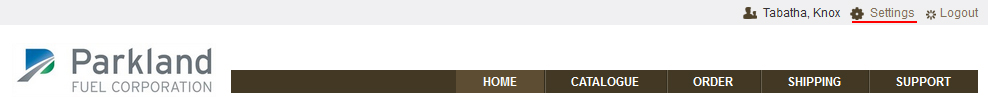 Tabatha, Knox Settings Logout
Parkland
FUEL CORPORATION
HOME CATALOGUE ORDER SHIPPING SUPPORT